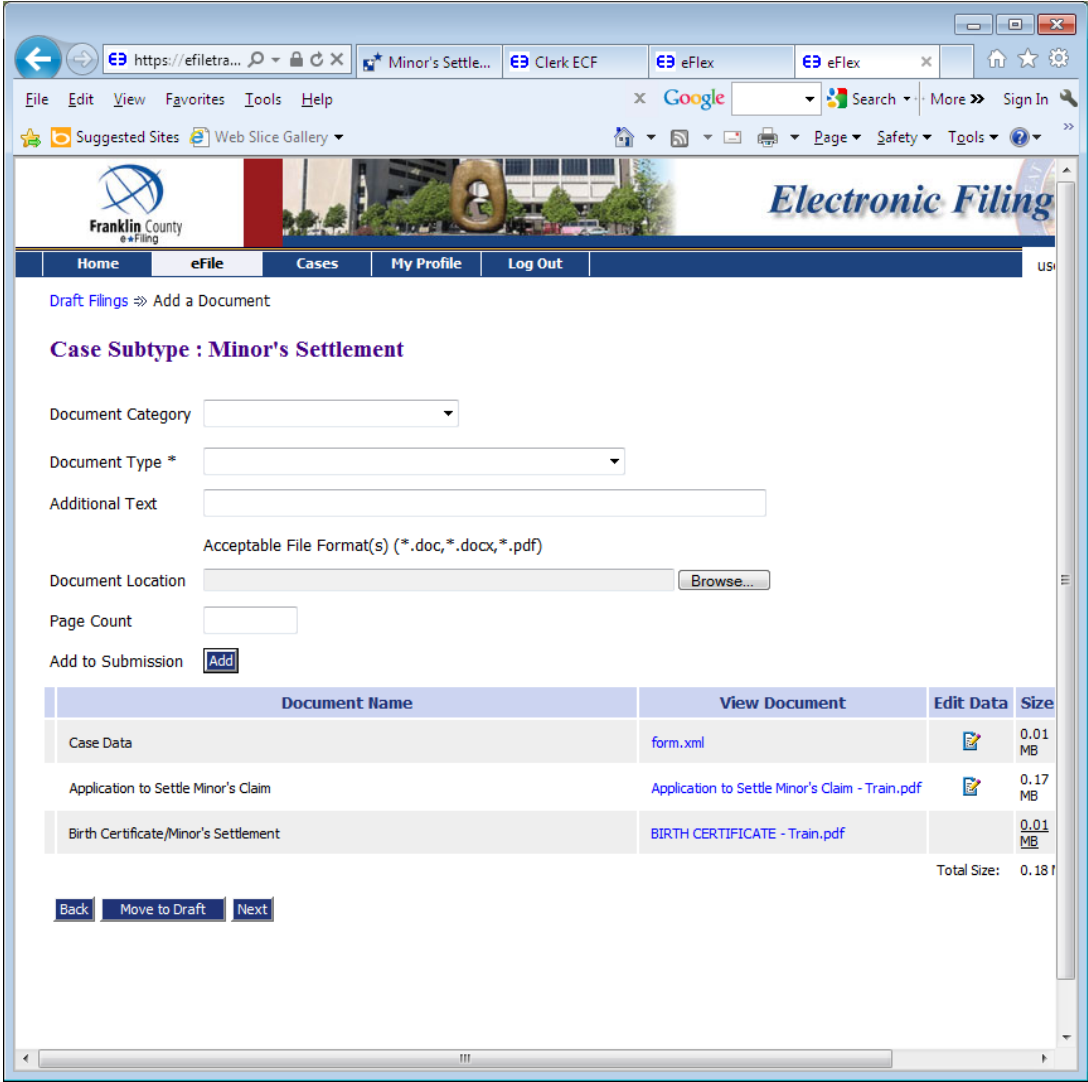 https://efiletra...
Minor's Settle...
Clerk ECF
eFlex
eFlex
File Edit View Favorites Tools Help
x Google
Search
More »
Sign In
Suggested Sites
Web Slice Gallery
Page
Safety
Tools
»
Franklin County
e★Filing
Electronic Filing
Home eFile Cases My Profile Log Out
use
Draft Filings ⇒ Add a Document
Case Subtype : Minor's Settlement
Document Category
Document Type *
Additional Text
Acceptable File Format(s) (*.doc,*.docx,*.pdf)
Document Location
Browse...
Page Count
Add to Submission Add
Document Name View Document Edit Data Size
Case Data form.xml 0.01 MB
Application to Settle Minor's Claim Application to Settle Minor's Claim - Train.pdf 0.17 MB
Birth Certificate/Minor's Settlement BIRTH CERTIFICATE - Train.pdf 0.01 MB
Total Size: 0.18
Back Move to Draft Next